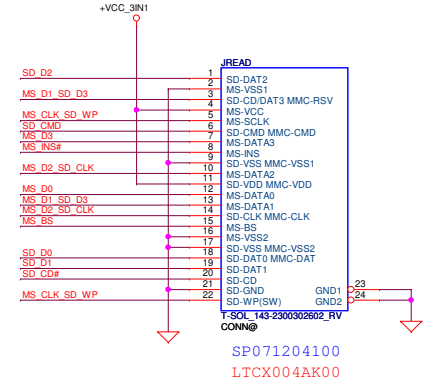 +VCC_3IN1
JREAD
SD_D2 1 SD-DAT2
2 MS-VSS1
MS_D1_SD_D3 3 SD-CD/DAT3 MMC-RSV
4 MS-VCC
MS_CLK_SD_WP 5 MS-SCLK
SD_CMD 6 SD-CMD MMC-CMD
MS_D3 7 MS-DATA3
MS_INS# 8 MS-INS
9 SD-VSS MMC-VSS1
MS_D2_SD_CLK 10 MS-DATA2
11 SD-VDD MMC-VDD
MS_D0 12 MS-DATA0
MS_D1_SD_D3 13 MS-DATA1
MS_D2_SD_CLK 14 SD-CLK MMC-CLK
MS_BS 15 MS-BS
16 MS-VSS2
17 SD-VSS MMC-VSS2
SD_D0 18 SD-DAT0 MMC-DAT
SD_D1 19 SD-DAT1
SD_CD# 20 SD-CD
21 SD-GND GND1 23
MS_CLK_SD_WP 22 SD-WP(SW) GND2 24
T-SOL_143-2300302602_RV
CONN@
SP071204100
LTCX004AK00